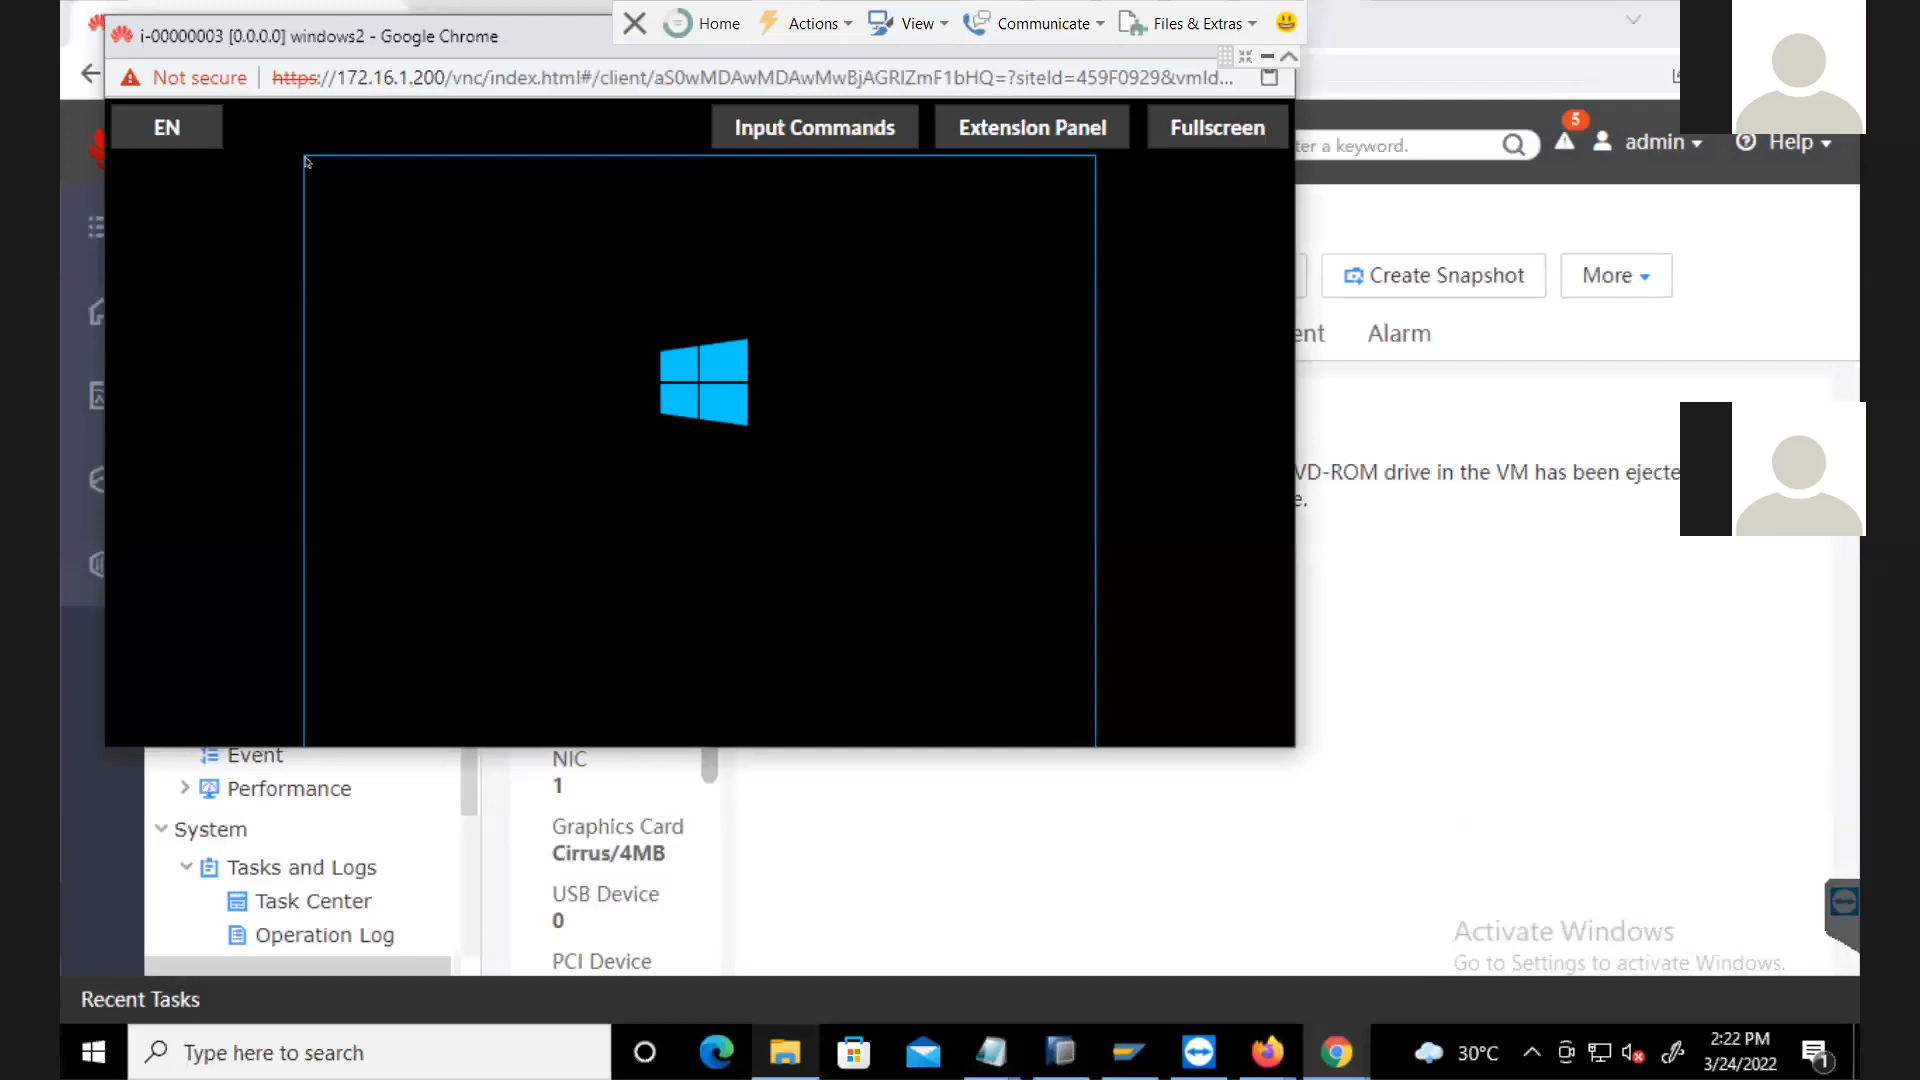 i-00000003 [0.0.0.0] windows2 - Google Chrome
Home
Actions
View
Communicate
Files & Extras
Not secure
https://172.16.1.200/vnc/index.html#/client/aS0wMDAwMDAwMwBjAGRlZmF1bHQ=?siteId=459F0929&vmId...
EN
Input Commands
Extension Panel
Fullscreen
ter a keyword.
5
admin
Help
Create Snapshot
More
ent
Alarm
VD-ROM drive in the VM has been ejecte
e.
Event
Performance
System
Tasks and Logs
Task Center
Operation Log
NIC
1
Graphics Card
Cirrus/4MB
USB Device
0
PCI Device
Activate Windows
Go to Settings to activate Windows.
Recent Tasks
Type here to search
30°C
2:22 PM
3/24/2022
1